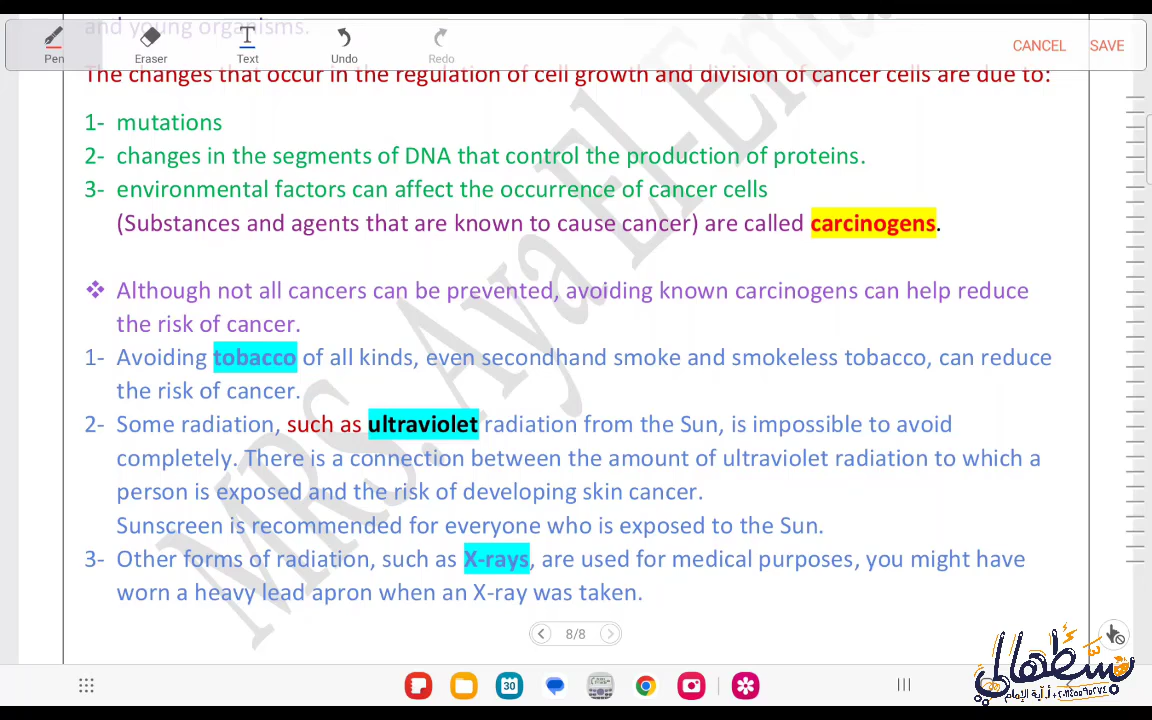 and young organisms.
Pen
Eraser
Text
Undo
Redo
CANCEL
SAVE
The changes that occur in the regulation of cell growth and division of cancer cells are due to:
1- mutations
2- changes in the segments of DNA that control the production of proteins.
3- environmental factors can affect the occurrence of cancer cells
(Substances and agents that are known to cause cancer) are called carcinogens.
❖ Although not all cancers can be prevented, avoiding known carcinogens can help reduce
the risk of cancer.
1- Avoiding tobacco of all kinds, even secondhand smoke and smokeless tobacco, can reduce
the risk of cancer.
2- Some radiation, such as ultraviolet radiation from the Sun, is impossible to avoid
completely. There is a connection between the amount of ultraviolet radiation to which a
person is exposed and the risk of developing skin cancer.
Sunscreen is recommended for everyone who is exposed to the Sun.
3- Other forms of radiation, such as X-rays, are used for medical purposes, you might have
worn a heavy lead apron when an X-ray was taken.
MRS. Aya El-Em
8/8
30
بسطهالي
أ.آية الإمام